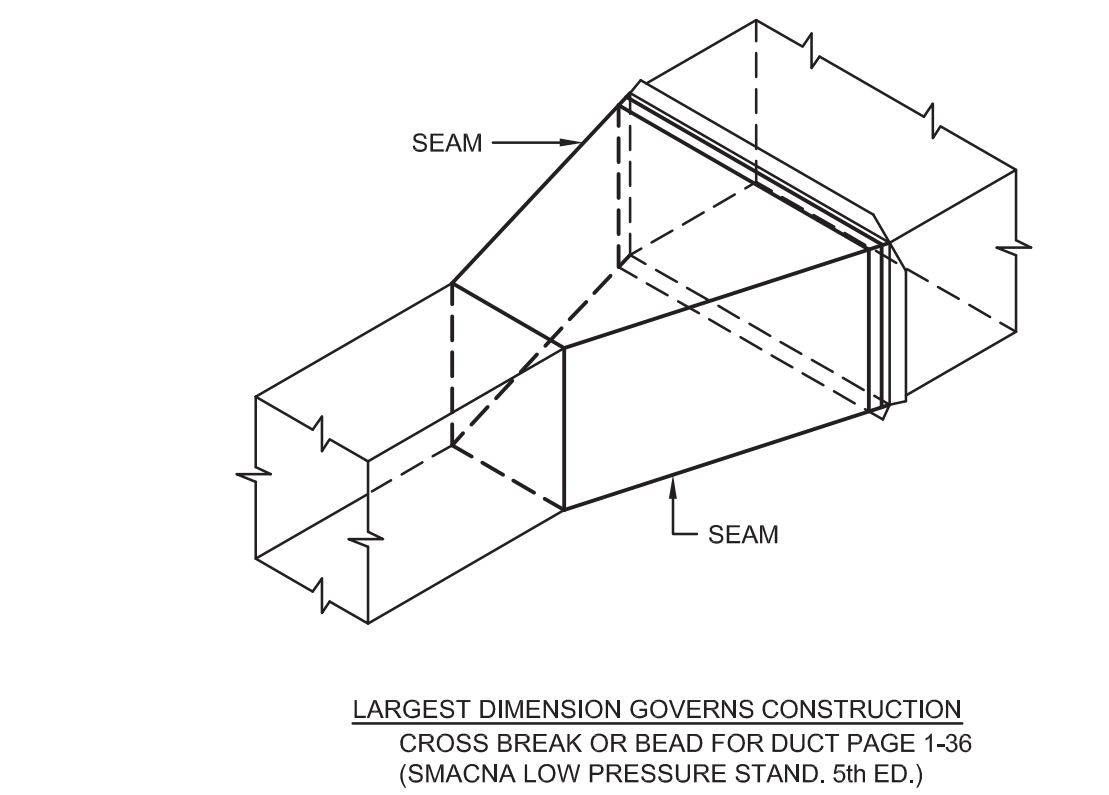 SEAM
SEAM
LARGEST DIMENSION GOVERNS CONSTRUCTION
CROSS BREAK OR BEAD FOR DUCT PAGE 1-36
(SMACNA LOW PRESSURE STAND. 5th ED.)